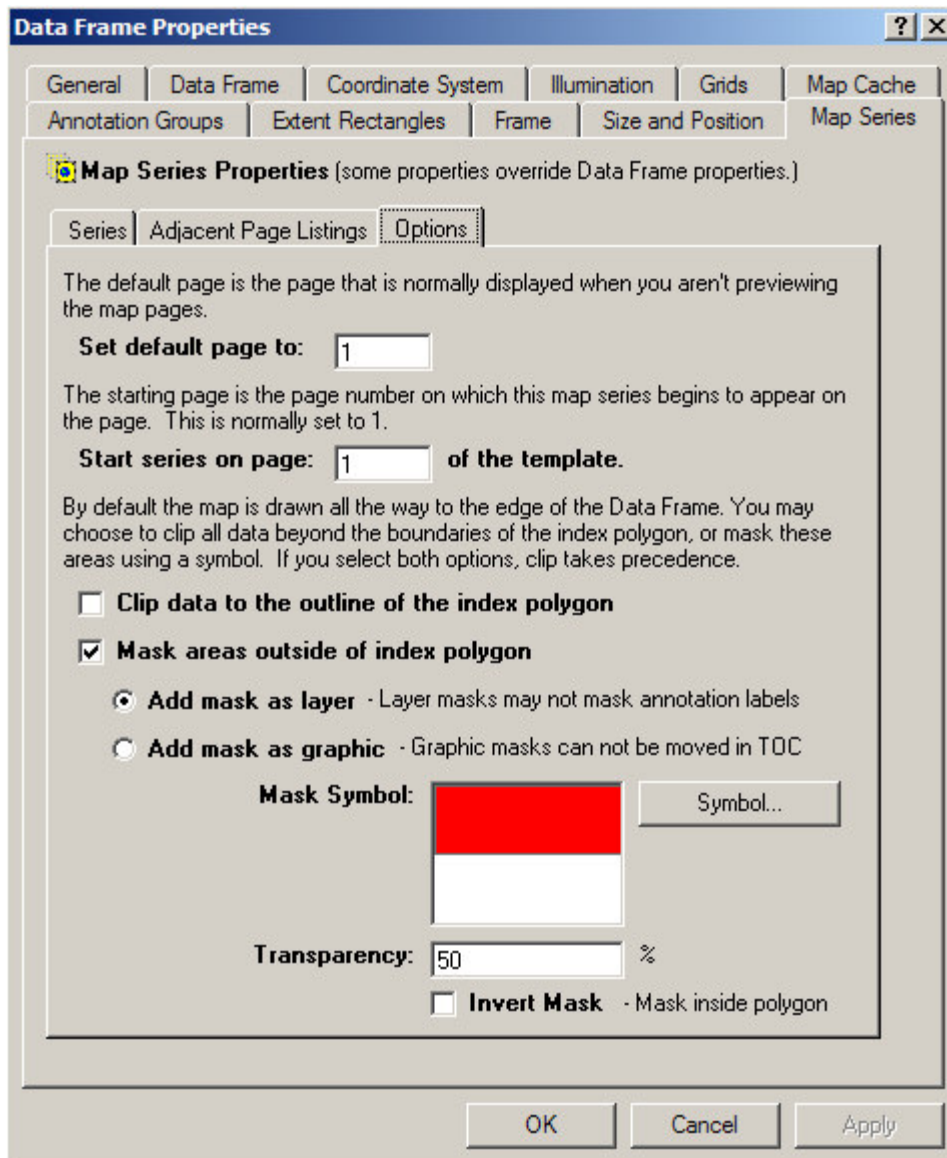 Data Frame Properties
General Data Frame Coordinate System Illumination Grids Map Cache
Annotation Groups Extent Rectangles Frame Size and Position Map Series
Map Series Properties (some properties override Data Frame properties.)
Series Adjacent Page Listings Options
The default page is the page that is normally displayed when you aren't previewing
the map pages.
Set default page to: 1
The starting page is the page number on which this map series begins to appear on
the page. This is normally set to 1.
Start series on page: 1 of the template.
By default the map is drawn all the way to the edge of the Data Frame. You may
choose to clip all data beyond the boundaries of the index polygon, or mask these
areas using a symbol. If you select both options, clip takes precedence.
Clip data to the outline of the index polygon
Mask areas outside of index polygon
Add mask as layer - Layer masks may not mask annotation labels
Add mask as graphic - Graphic masks can not be moved in TOC
Mask Symbol: Symbol...
Transparency: 50 %
Invert Mask - Mask inside polygon
OK Cancel Apply